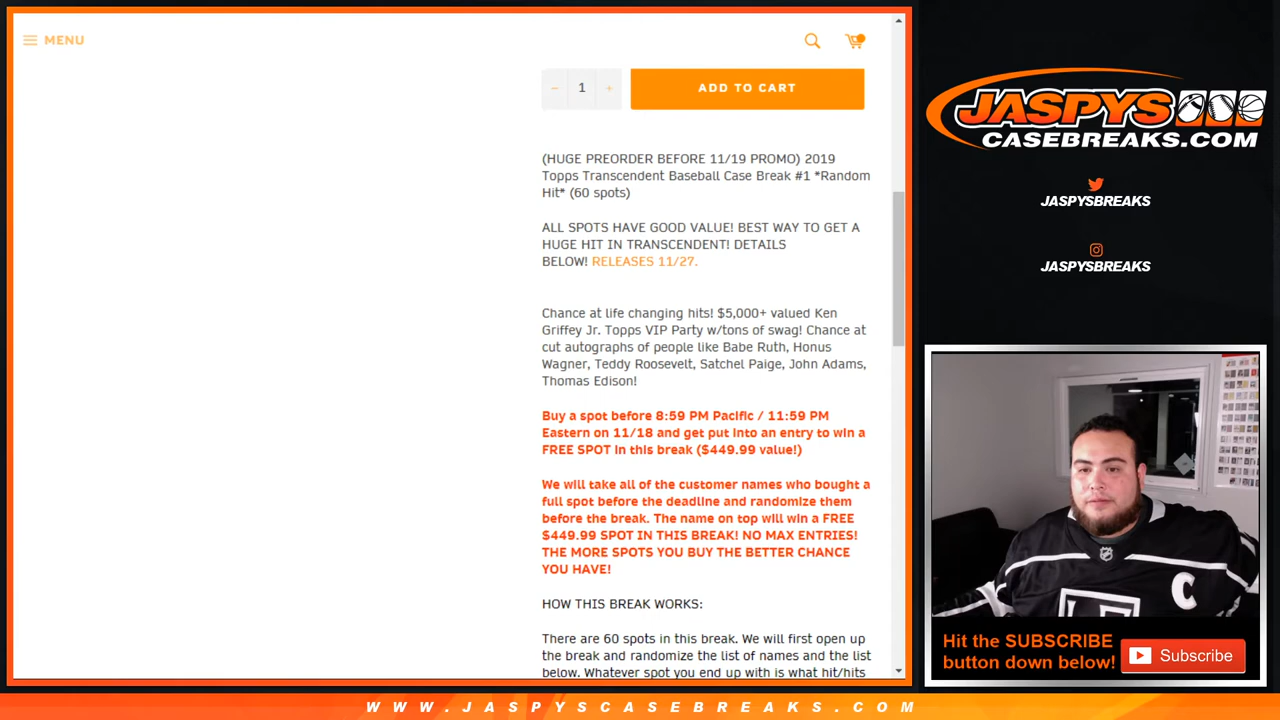 MENU
1
ADD TO CART
(HUGE PREORDER BEFORE 11/19 PROMO) 2019
Topps Transcendent Baseball Case Break #1 *Random
Hit* (60 spots)
ALL SPOTS HAVE GOOD VALUE! BEST WAY TO GET A
HUGE HIT IN TRANSCENDENT! DETAILS
BELOW! RELEASES 11/27.
Chance at life changing hits! $5,000+ valued Ken
Griffey Jr. Topps VIP Party w/tons of swag! Chance at
cut autographs of people like Babe Ruth, Honus
Wagner, Teddy Roosevelt, Satchel Paige, John Adams,
Thomas Edison!
Buy a spot before 8:59 PM Pacific / 11:59 PM
Eastern on 11/18 and get put into an entry to win a
FREE SPOT in this break ($449.99 value!)
We will take all of the customer names who bought a
full spot before the deadline and randomize them
before the break. The name on top will win a FREE
$449.99 SPOT IN THIS BREAK! NO MAX ENTRIES!
THE MORE SPOTS YOU BUY THE BETTER CHANCE
YOU HAVE!
HOW THIS BREAK WORKS:
There are 60 spots in this break. We will first open up
the break and randomize the list of names and the list
below. Whatever spot you end up with is what hit/hits
JASPYS
CASEBREAKS.COM
JASPYSBREAKS
JASPYSBREAKS
C
LA
Hit the SUBSCRIBE
button down below!
Subscribe
WWW.JASPYSCASEBREAKS.COM